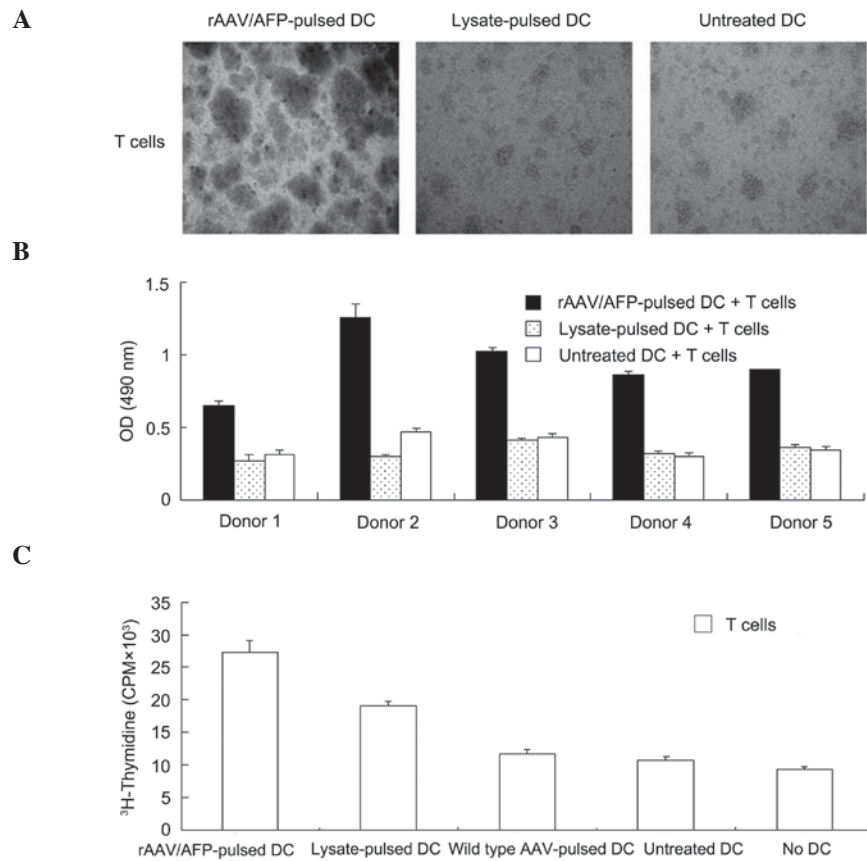 A
rAAV/AFP-pulsed DC
Lysate-pulsed DC
Untreated DC
T cells
B
1.5
1
0.5
0
OD (490 nm)
rAAV/AFP-pulsed DC + T cells
Lysate-pulsed DC + T cells
Untreated DC + T cells
Donor 1
Donor 2
Donor 3
Donor 4
Donor 5
C
35
30
25
20
15
10
5
0
³H-Thymidine (CPM×10³)
T cells
rAAV/AFP-pulsed DC
Lysate-pulsed DC
Wild type AAV-pulsed DC
Untreated DC
No DC